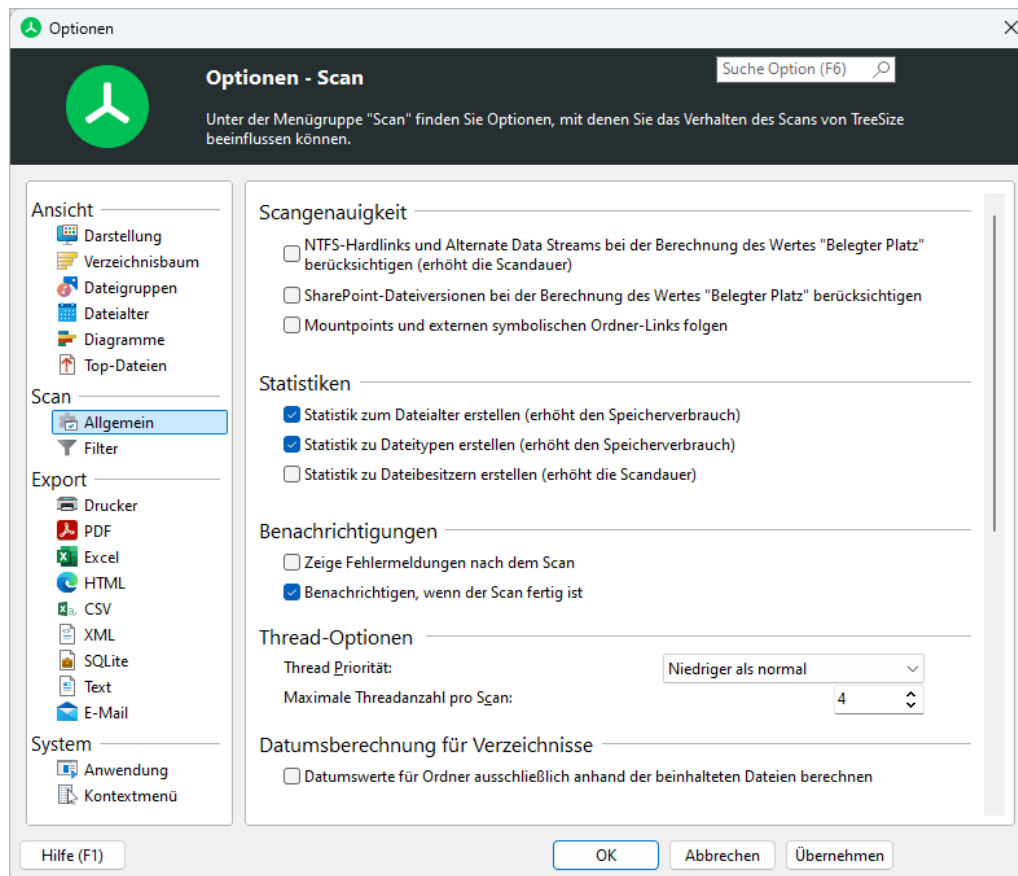 Optionen
Optionen - Scan
Suche Option (F6)
Unter der Menügruppe "Scan" finden Sie Optionen, mit denen Sie das Verhalten des Scans von TreeSize
beeinflussen können.
Ansicht
Darstellung
Verzeichnisbaum
Dateigruppen
Dateialter
Diagramme
Top-Dateien
Scan
Allgemein
Filter
Export
Drucker
PDF
Excel
HTML
CSV
XML
SQLite
Text
E-Mail
System
Anwendung
Kontextmenü
Scangenauigkeit
NTFS-Hardlinks und Alternate Data Streams bei der Berechnung des Wertes "Belegter Platz"
berücksichtigen (erhöht die Scandauer)
SharePoint-Dateiversionen bei der Berechnung des Wertes "Belegter Platz" berücksichtigen
Mountpoints und externen symbolischen Ordner-Links folgen
Statistiken
Statistik zum Dateialter erstellen (erhöht den Speicherverbrauch)
Statistik zu Dateitypen erstellen (erhöht den Speicherverbrauch)
Statistik zu Dateibesitzern erstellen (erhöht die Scandauer)
Benachrichtigungen
Zeige Fehlermeldungen nach dem Scan
Benachrichtigen, wenn der Scan fertig ist
Thread-Optionen
Thread Priorität:
Niedriger als normal
Maximale Threadanzahl pro Scan:
4
Datumsberechnung für Verzeichnisse
Datumswerte für Ordner ausschließlich anhand der beinhalteten Dateien berechnen
Hilfe (F1)
OK
Abbrechen
Übernehmen